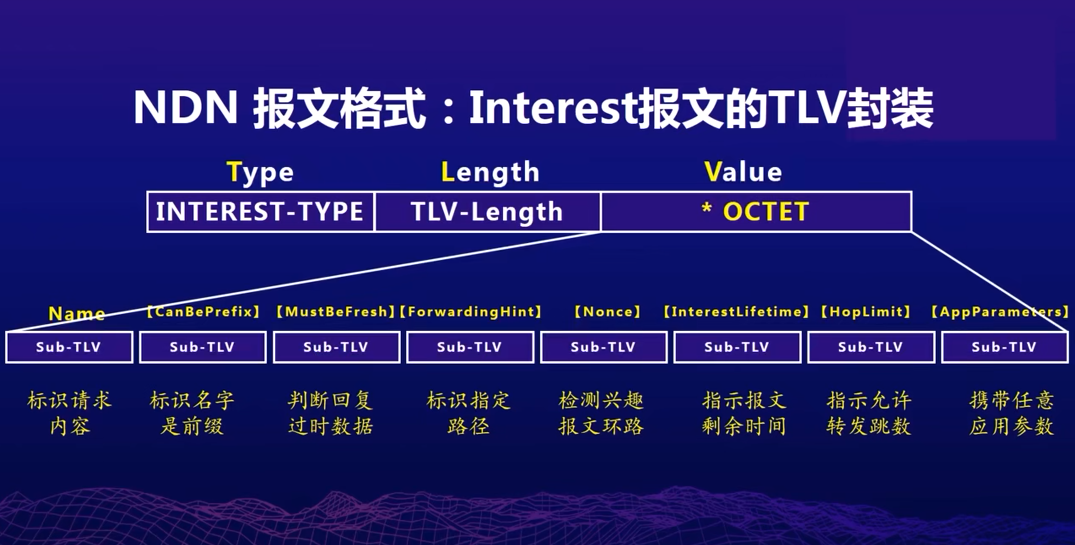 NDN 报文格式：Interest报文的TLV封装
Type Length Value
INTEREST-TYPE TLV-Length * OCTET
Name 【CanBePrefix】 【MustBeFresh】 【ForwardingHint】 【Nonce】 【InterestLifetime】 【HopLimit】 【AppParameters】
Sub-TLV Sub-TLV Sub-TLV Sub-TLV Sub-TLV Sub-TLV Sub-TLV Sub-TLV
标识请求 标识名字 判断回复 标识指定 检测兴趣 指示报文 指示允许 携带任意
内容 是前缀 过时数据 路径 报文环路 剩余时间 转发跳数 应用参数